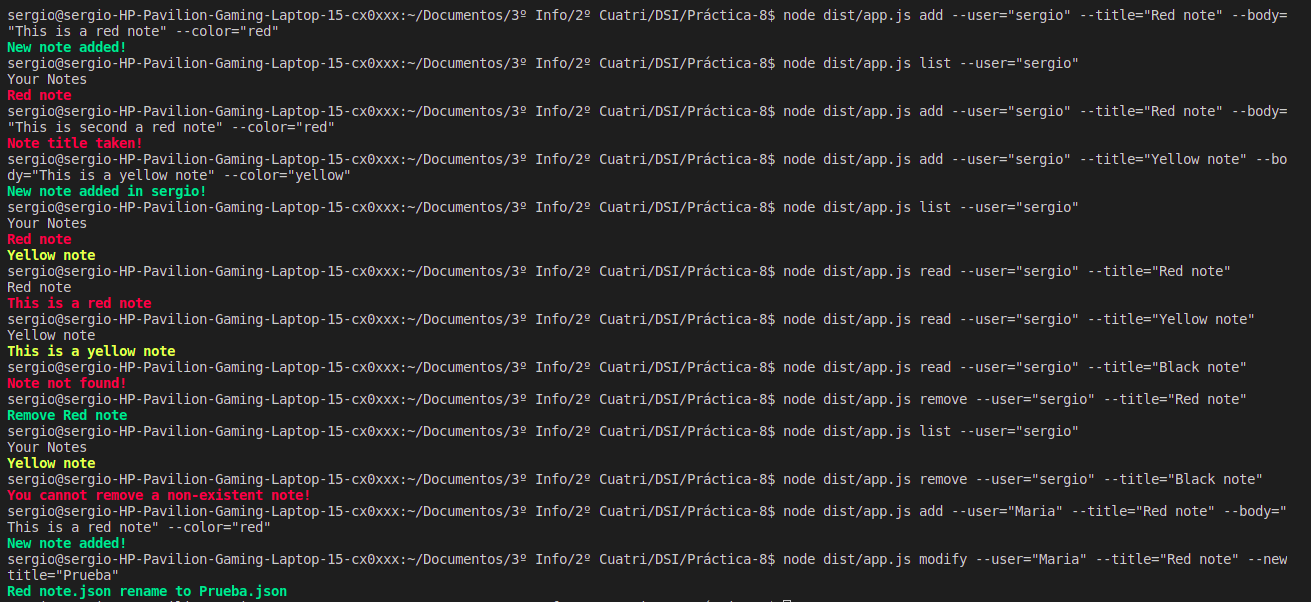 sergio@sergio-HP-Pavilion-Gaming-Laptop-15-cx0xxx:~/Documentos/3º Info/2º Cuatri/DSI/Práctica-8$ node dist/app.js add --user="sergio" --title="Red note" --body=
"This is a red note" --color="red"
New note added!
sergio@sergio-HP-Pavilion-Gaming-Laptop-15-cx0xxx:~/Documentos/3º Info/2º Cuatri/DSI/Práctica-8$ node dist/app.js list --user="sergio"
Your Notes
Red note
sergio@sergio-HP-Pavilion-Gaming-Laptop-15-cx0xxx:~/Documentos/3º Info/2º Cuatri/DSI/Práctica-8$ node dist/app.js add --user="sergio" --title="Red note" --body=
"This is second a red note" --color="red"
Note title taken!
sergio@sergio-HP-Pavilion-Gaming-Laptop-15-cx0xxx:~/Documentos/3º Info/2º Cuatri/DSI/Práctica-8$ node dist/app.js add --user="sergio" --title="Yellow note" --bo
dy="This is a yellow note" --color="yellow"
New note added in sergio!
sergio@sergio-HP-Pavilion-Gaming-Laptop-15-cx0xxx:~/Documentos/3º Info/2º Cuatri/DSI/Práctica-8$ node dist/app.js list --user="sergio"
Your Notes
Red note
Yellow note
sergio@sergio-HP-Pavilion-Gaming-Laptop-15-cx0xxx:~/Documentos/3º Info/2º Cuatri/DSI/Práctica-8$ node dist/app.js read --user="sergio" --title="Red note"
Red note
This is a red note
sergio@sergio-HP-Pavilion-Gaming-Laptop-15-cx0xxx:~/Documentos/3º Info/2º Cuatri/DSI/Práctica-8$ node dist/app.js read --user="sergio" --title="Yellow note"
Yellow note
This is a yellow note
sergio@sergio-HP-Pavilion-Gaming-Laptop-15-cx0xxx:~/Documentos/3º Info/2º Cuatri/DSI/Práctica-8$ node dist/app.js read --user="sergio" --title="Black note"
Note not found!
sergio@sergio-HP-Pavilion-Gaming-Laptop-15-cx0xxx:~/Documentos/3º Info/2º Cuatri/DSI/Práctica-8$ node dist/app.js remove --user="sergio" --title="Red note"
Remove Red note
sergio@sergio-HP-Pavilion-Gaming-Laptop-15-cx0xxx:~/Documentos/3º Info/2º Cuatri/DSI/Práctica-8$ node dist/app.js list --user="sergio"
Your Notes
Yellow note
sergio@sergio-HP-Pavilion-Gaming-Laptop-15-cx0xxx:~/Documentos/3º Info/2º Cuatri/DSI/Práctica-8$ node dist/app.js remove --user="sergio" --title="Black note"
You cannot remove a non-existent note!
sergio@sergio-HP-Pavilion-Gaming-Laptop-15-cx0xxx:~/Documentos/3º Info/2º Cuatri/DSI/Práctica-8$ node dist/app.js add --user="Maria" --title="Red note" --body="
This is a red note" --color="red"
New note added!
sergio@sergio-HP-Pavilion-Gaming-Laptop-15-cx0xxx:~/Documentos/3º Info/2º Cuatri/DSI/Práctica-8$ node dist/app.js modify --user="Maria" --title="Red note" --new
title="Prueba"
Red note.json rename to Prueba.json